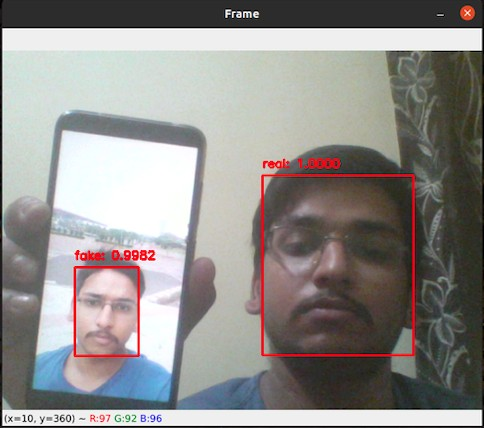 Frame
real: 1.0000
fake: 0.9982
(x=10, y=360) ~ R:97 G:92 B:96